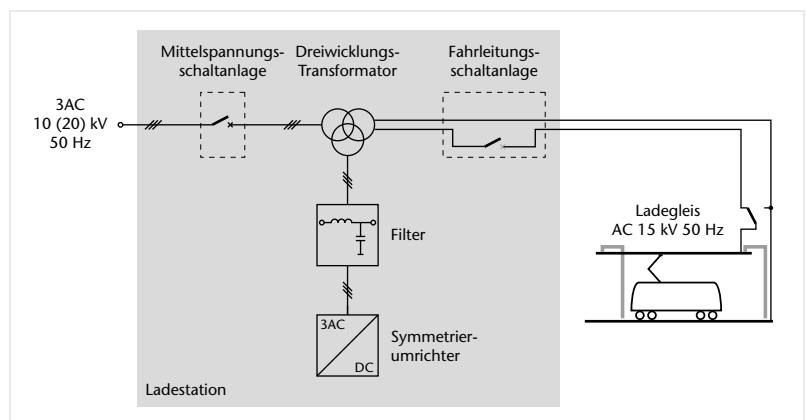 Mittelspannungs-
schaltanlage
Dreiwicklungs-
Transformator
Fahrleitungs-
schaltanlage
3AC
10 (20) kV
50 Hz
Ladegleis
AC 15 kV 50 Hz
Filter
3AC
DC
Symmetrier-
umrichter
Ladestation